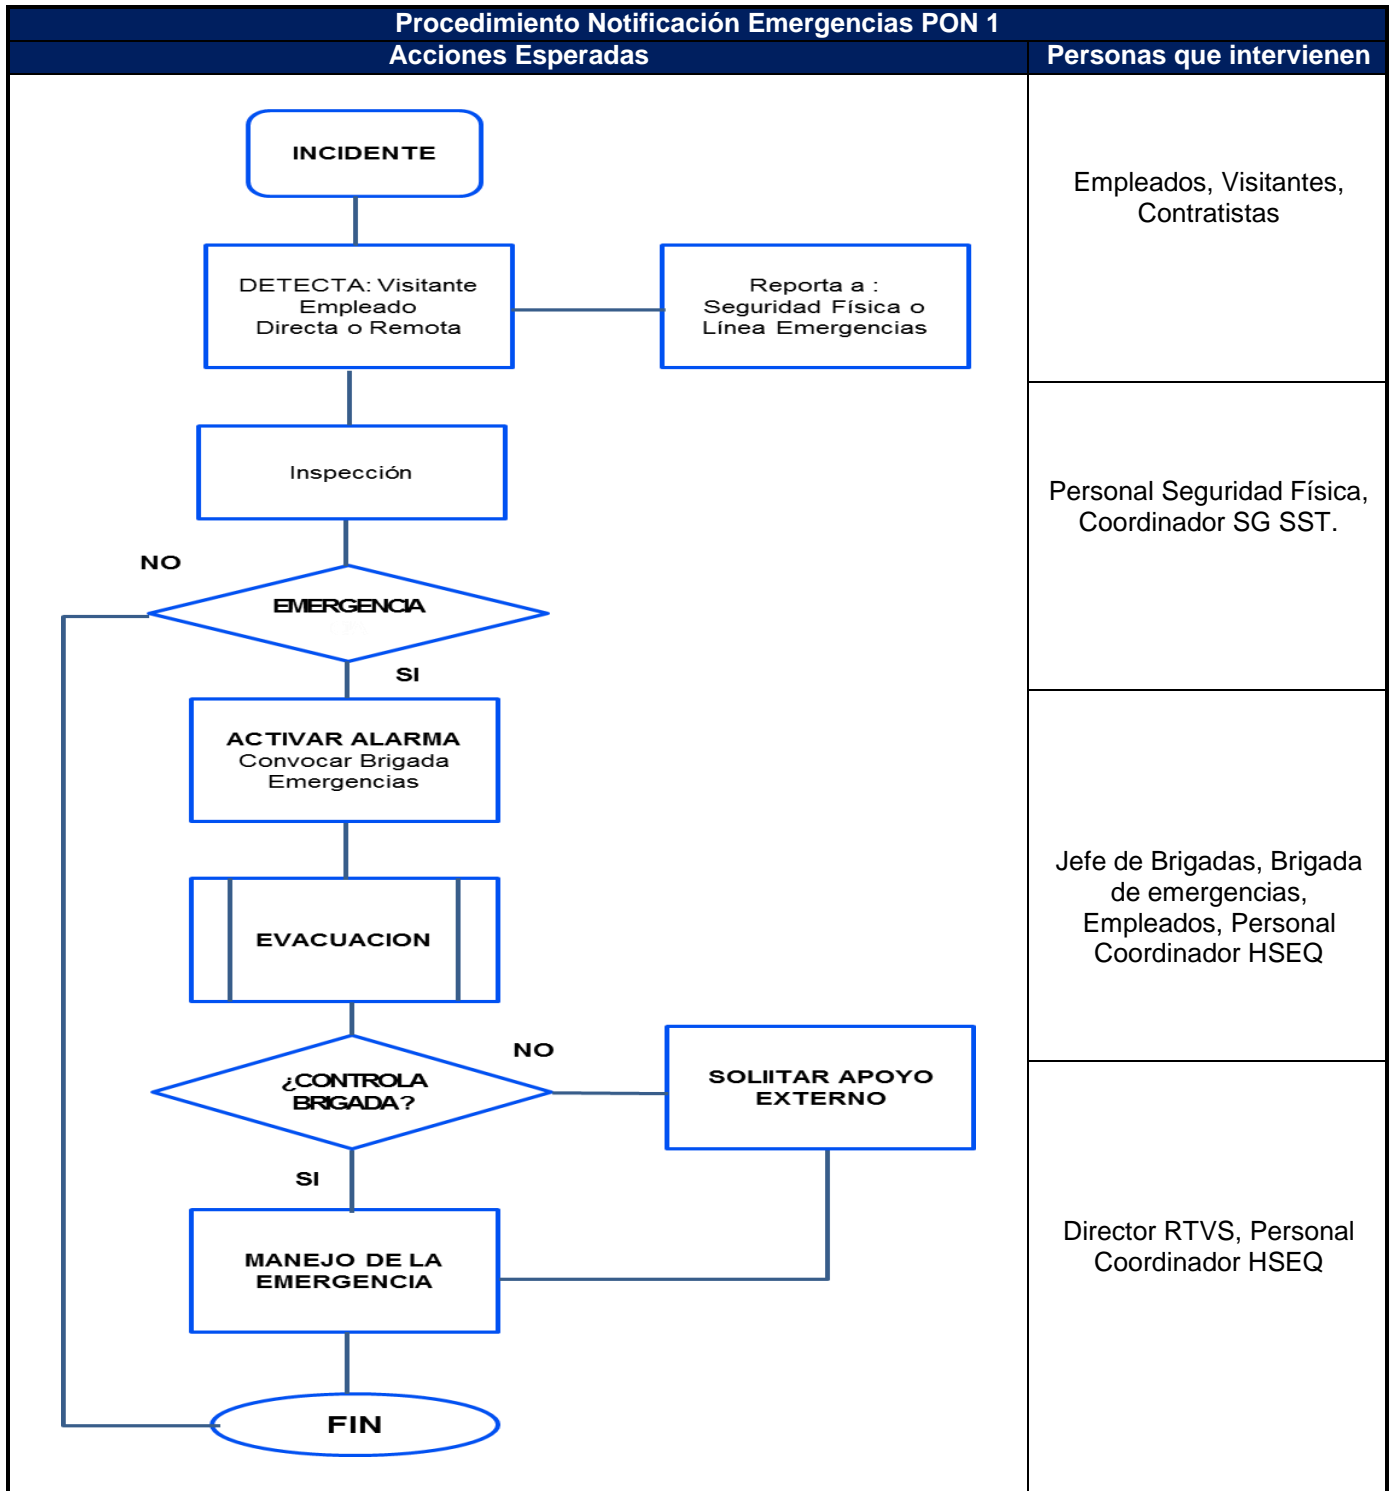 Procedimiento Notificación Emergencias PON 1
Acciones Esperadas
Personas que intervienen
INCIDENTE
Empleados, Visitantes,
Contratistas
DETECTA: Visitante
Empleado
Directa o Remota
Reporta a :
Seguridad Física o
Línea Emergencias
Inspección
Personal Seguridad Física,
Coordinador SG SST.
NO
EMERGENCIA
SI
ACTIVAR ALARMA
Convocar Brigada
Emergencias
EVACUACION
Jefe de Brigadas, Brigada
de emergencias,
Empleados, Personal
Coordinador HSEQ
¿CONTROLA
BRIGADA?
NO
SOLIITAR APOYO
EXTERNO
SI
MANEJO DE LA
EMERGENCIA
Director RTVS, Personal
Coordinador HSEQ
FIN